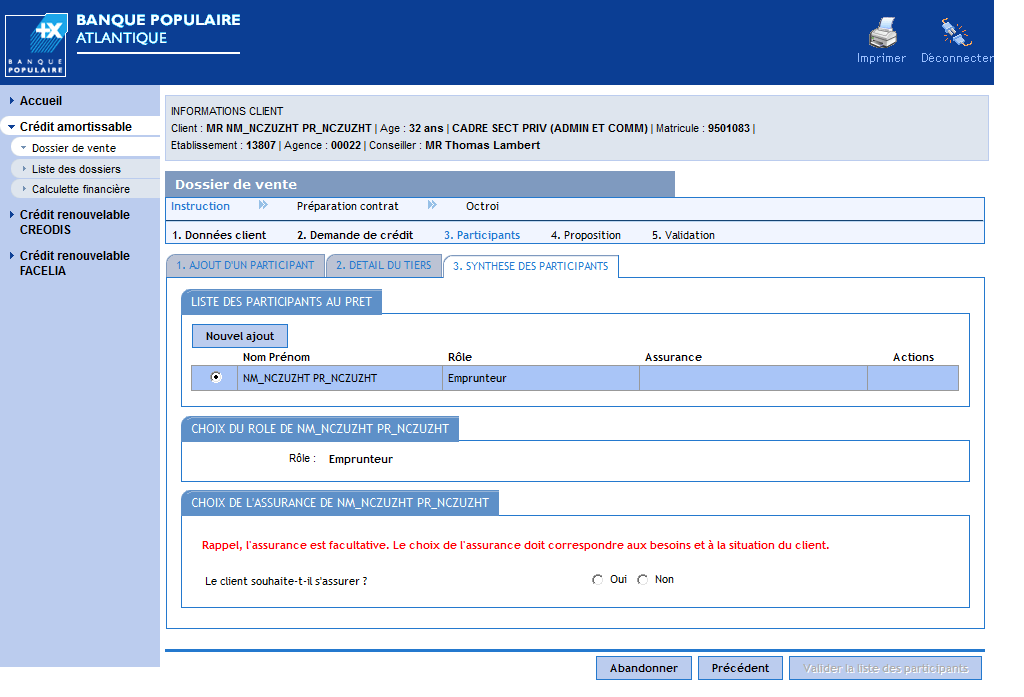 BANQUE POPULAIRE
ATLANTIQUE
BANQUE
POPULAIRE
Imprimer
Déconnecter
Accueil
Crédit amortissable
Dossier de vente
Liste des dossiers
Calculette financière
Crédit renouvelable
CREODIS
Crédit renouvelable
FACELIA
INFORMATIONS CLIENT
Client : MR NM_NCZUZHT PR_NCZUZHT | Age : 32 ans | CADRE SECT PRIV (ADMIN ET COMM) | Matricule : 9501083 |
Etablissement : 13807 | Agence : 00022 | Conseiller : MR Thomas Lambert
Dossier de vente
Instruction Préparation contrat Octroi
1. Données client 2. Demande de crédit 3. Participants 4. Proposition 5. Validation
1. AJOUT D'UN PARTICIPANT 2. DETAIL DU TIERS 3. SYNTHESE DES PARTICIPANTS
LISTE DES PARTICIPANTS AU PRET
Nouvel ajout
Nom Prénom Rôle Assurance Actions
NM_NCZUZHT PR_NCZUZHT Emprunteur
CHOIX DU ROLE DE NM_NCZUZHT PR_NCZUZHT
Rôle : Emprunteur
CHOIX DE L'ASSURANCE DE NM_NCZUZHT PR_NCZUZHT
Rappel, l'assurance est facultative. Le choix de l'assurance doit correspondre aux besoins et à la situation du client.
Le client souhaite-t-il s'assurer ? Oui Non
Abandonner Précédent Valider la liste des participants